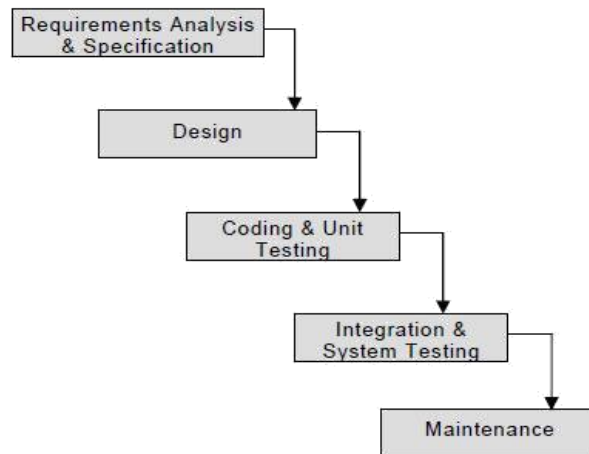 Requirements Analysis
& Specification
Design
Coding & Unit
Testing
Integration &
System Testing
Maintenance